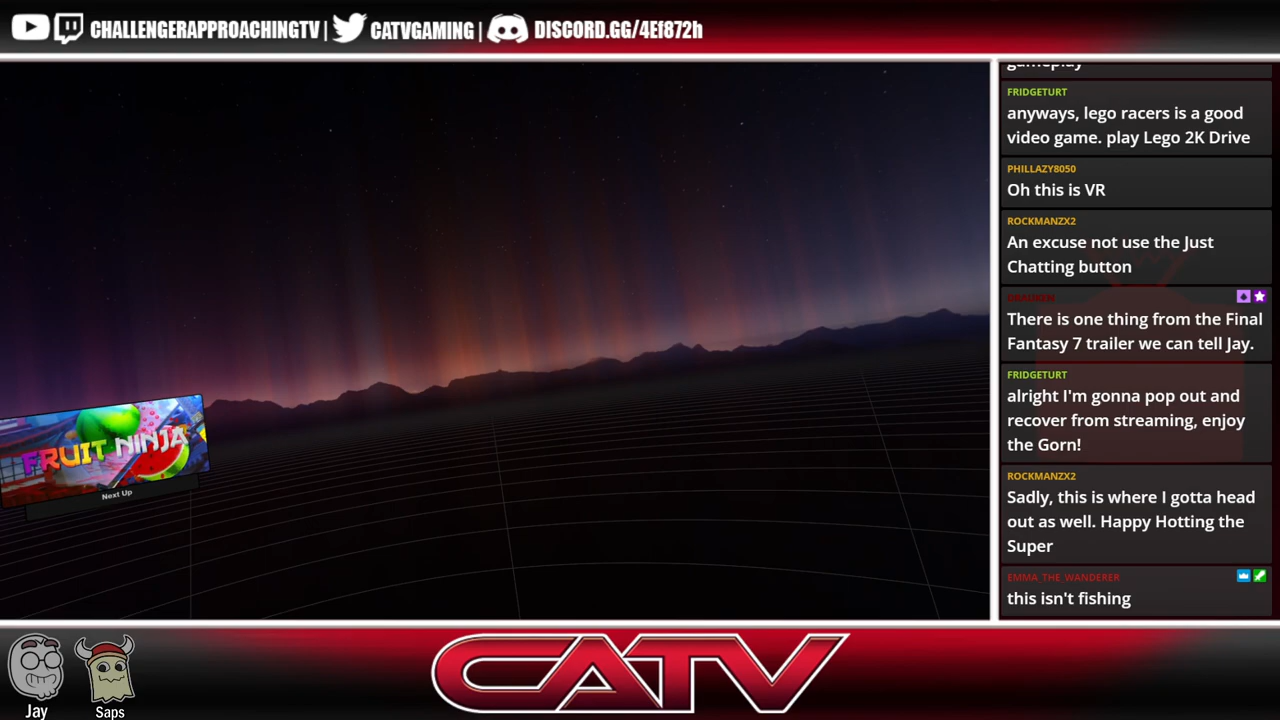 CHALLENGERAPPROACHINGTV | CATVGAMING | DISCORD.GG/4Ef872h
gameplay
FRIDGETURT
anyways, lego racers is a good
video game. play Lego 2K Drive
PHILLAZY8050
Oh this is VR
ROCKMANZX2
An excuse not use the Just
Chatting button
There is one thing from the Final
Fantasy 7 trailer we can tell Jay.
FRIDGETURT
alright I'm gonna pop out and
recover from streaming, enjoy
the Gorn!
ROCKMANZX2
Sadly, this is where I gotta head
out as well. Happy Hotting the
Super
EMMA_THE_WANDERER
this isn't fishing
FRUIT NINJA
Next Up
Jay
Saps
CATV